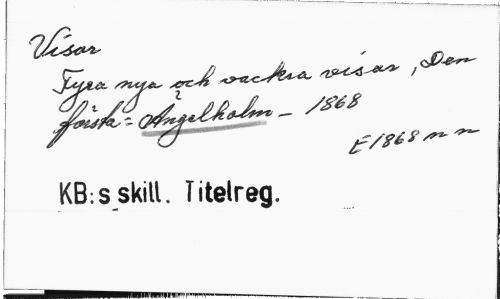 Visor
Fyra nya och vackra visor, Den
första: Ängelholm – 1868
E1868 m n
KB:s skill. Titelreg.